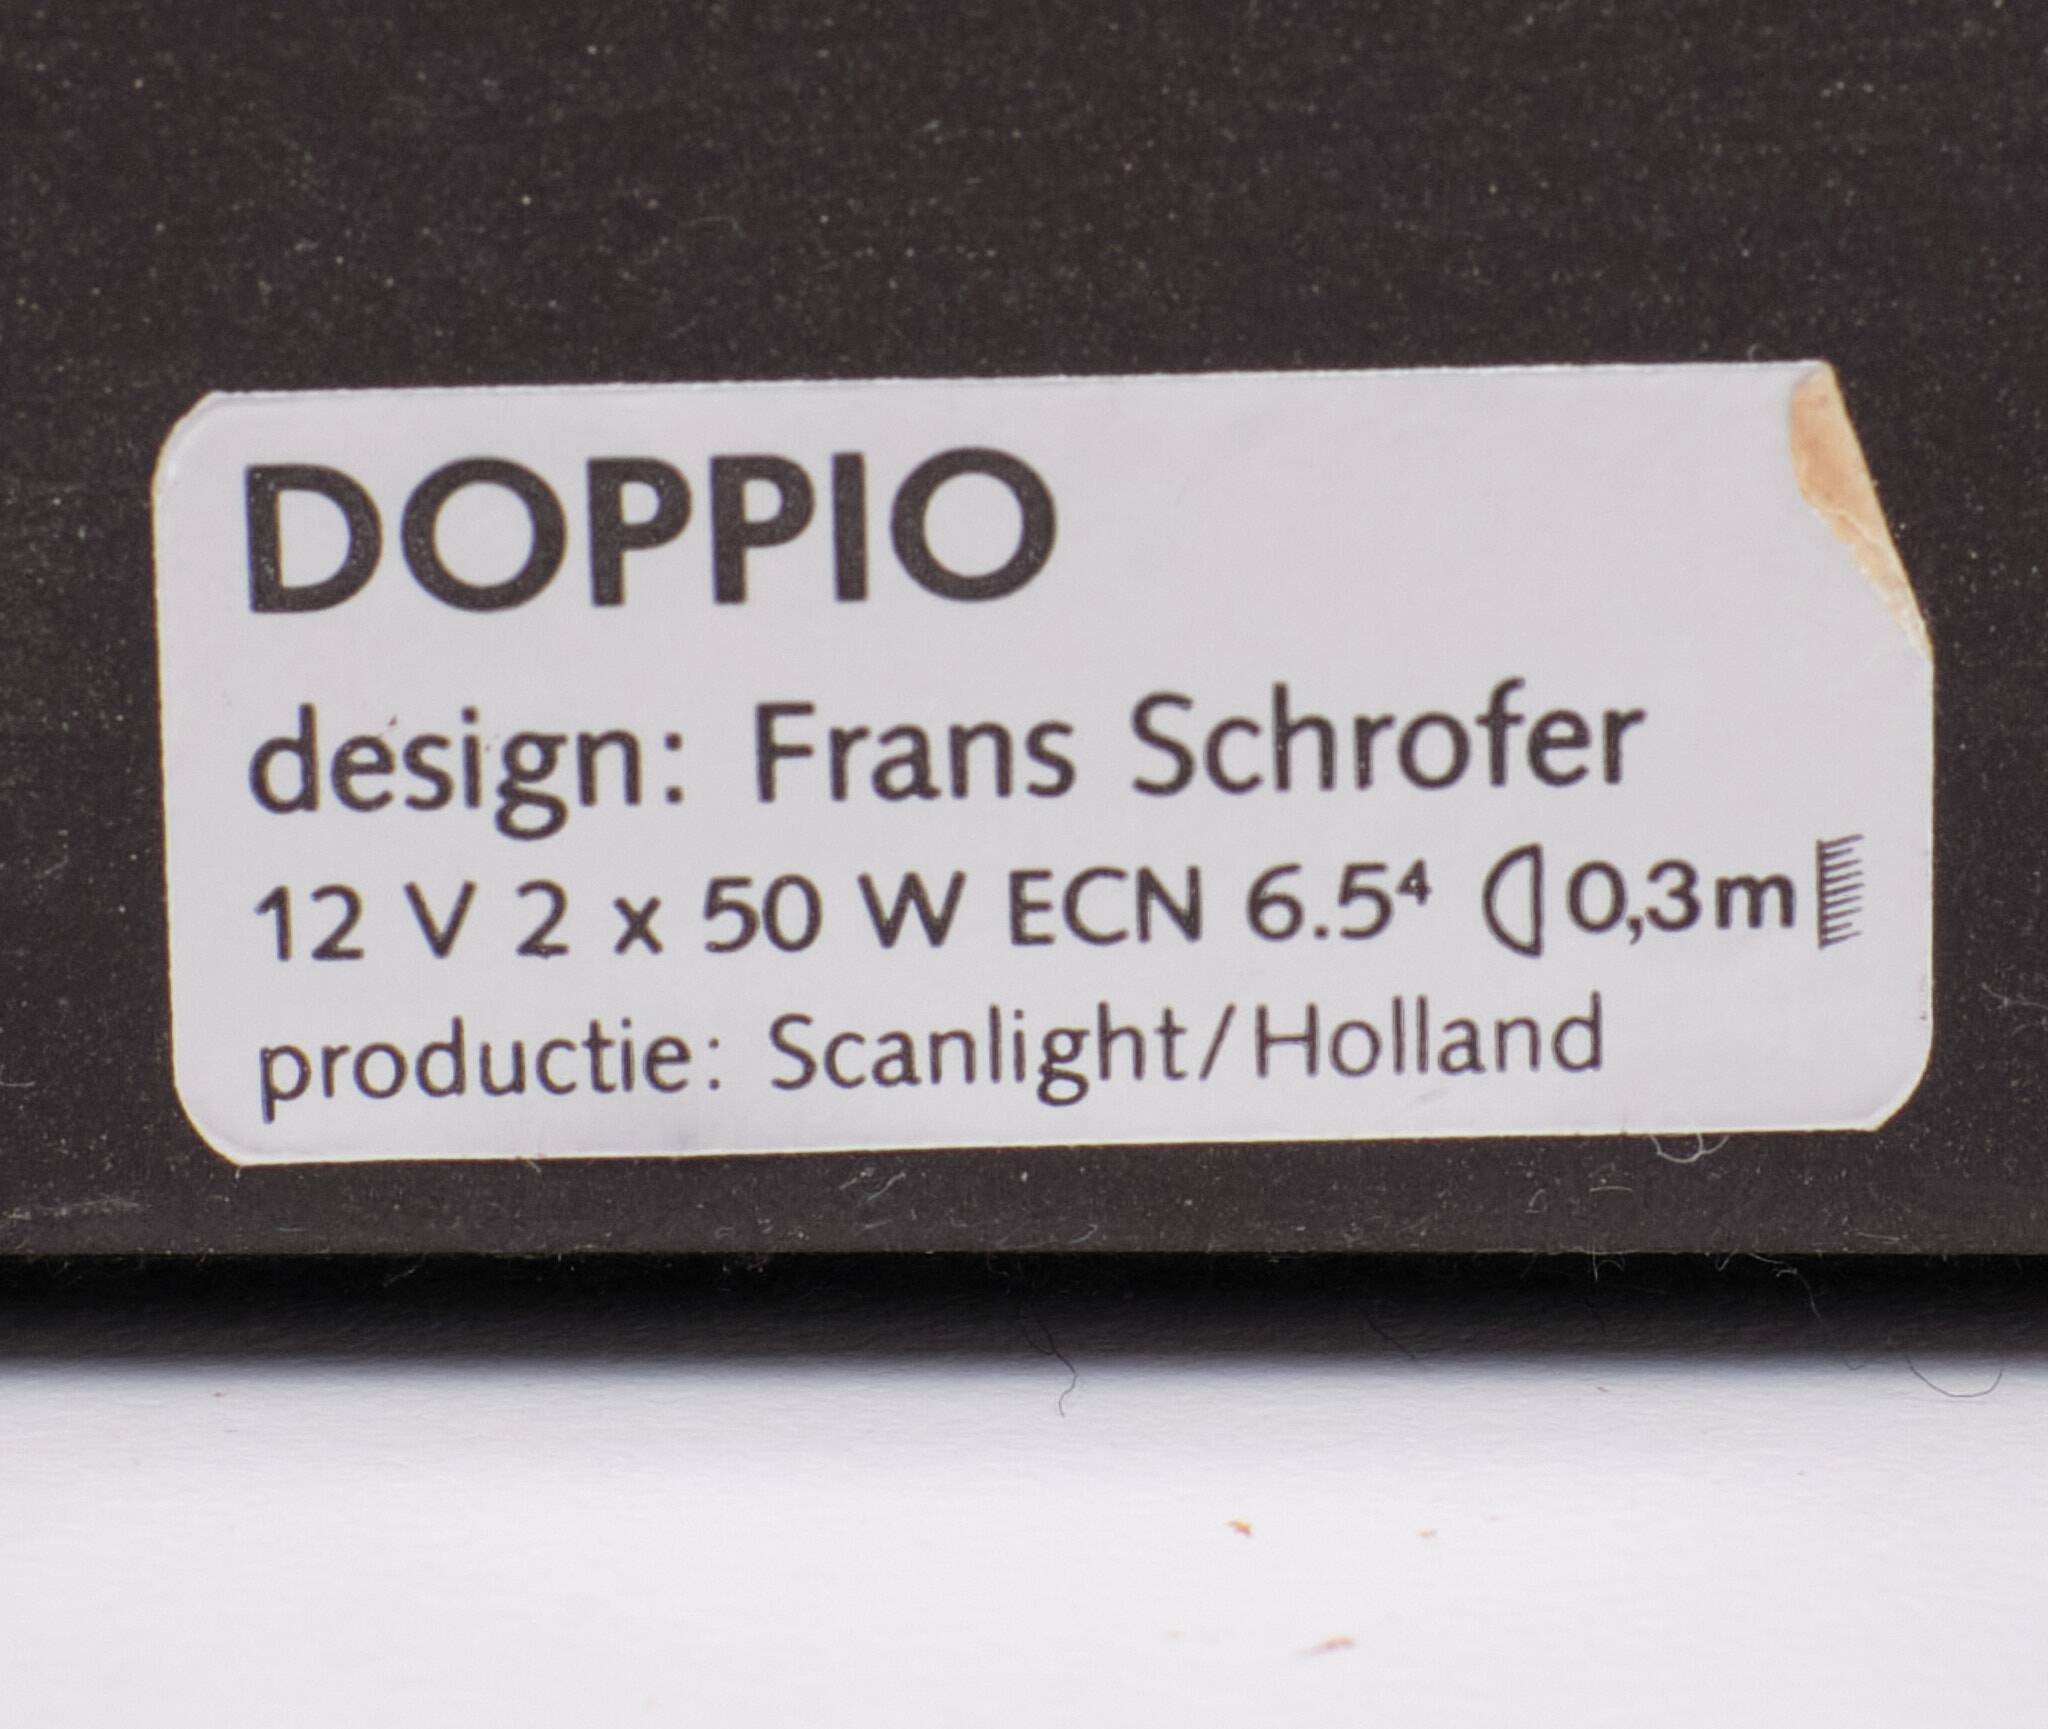 DOPPIO
design: Frans Schrofer
12 V 2 x 50 W ECN 6.5⁴ 0,3m
productie: Scanlight/Holland